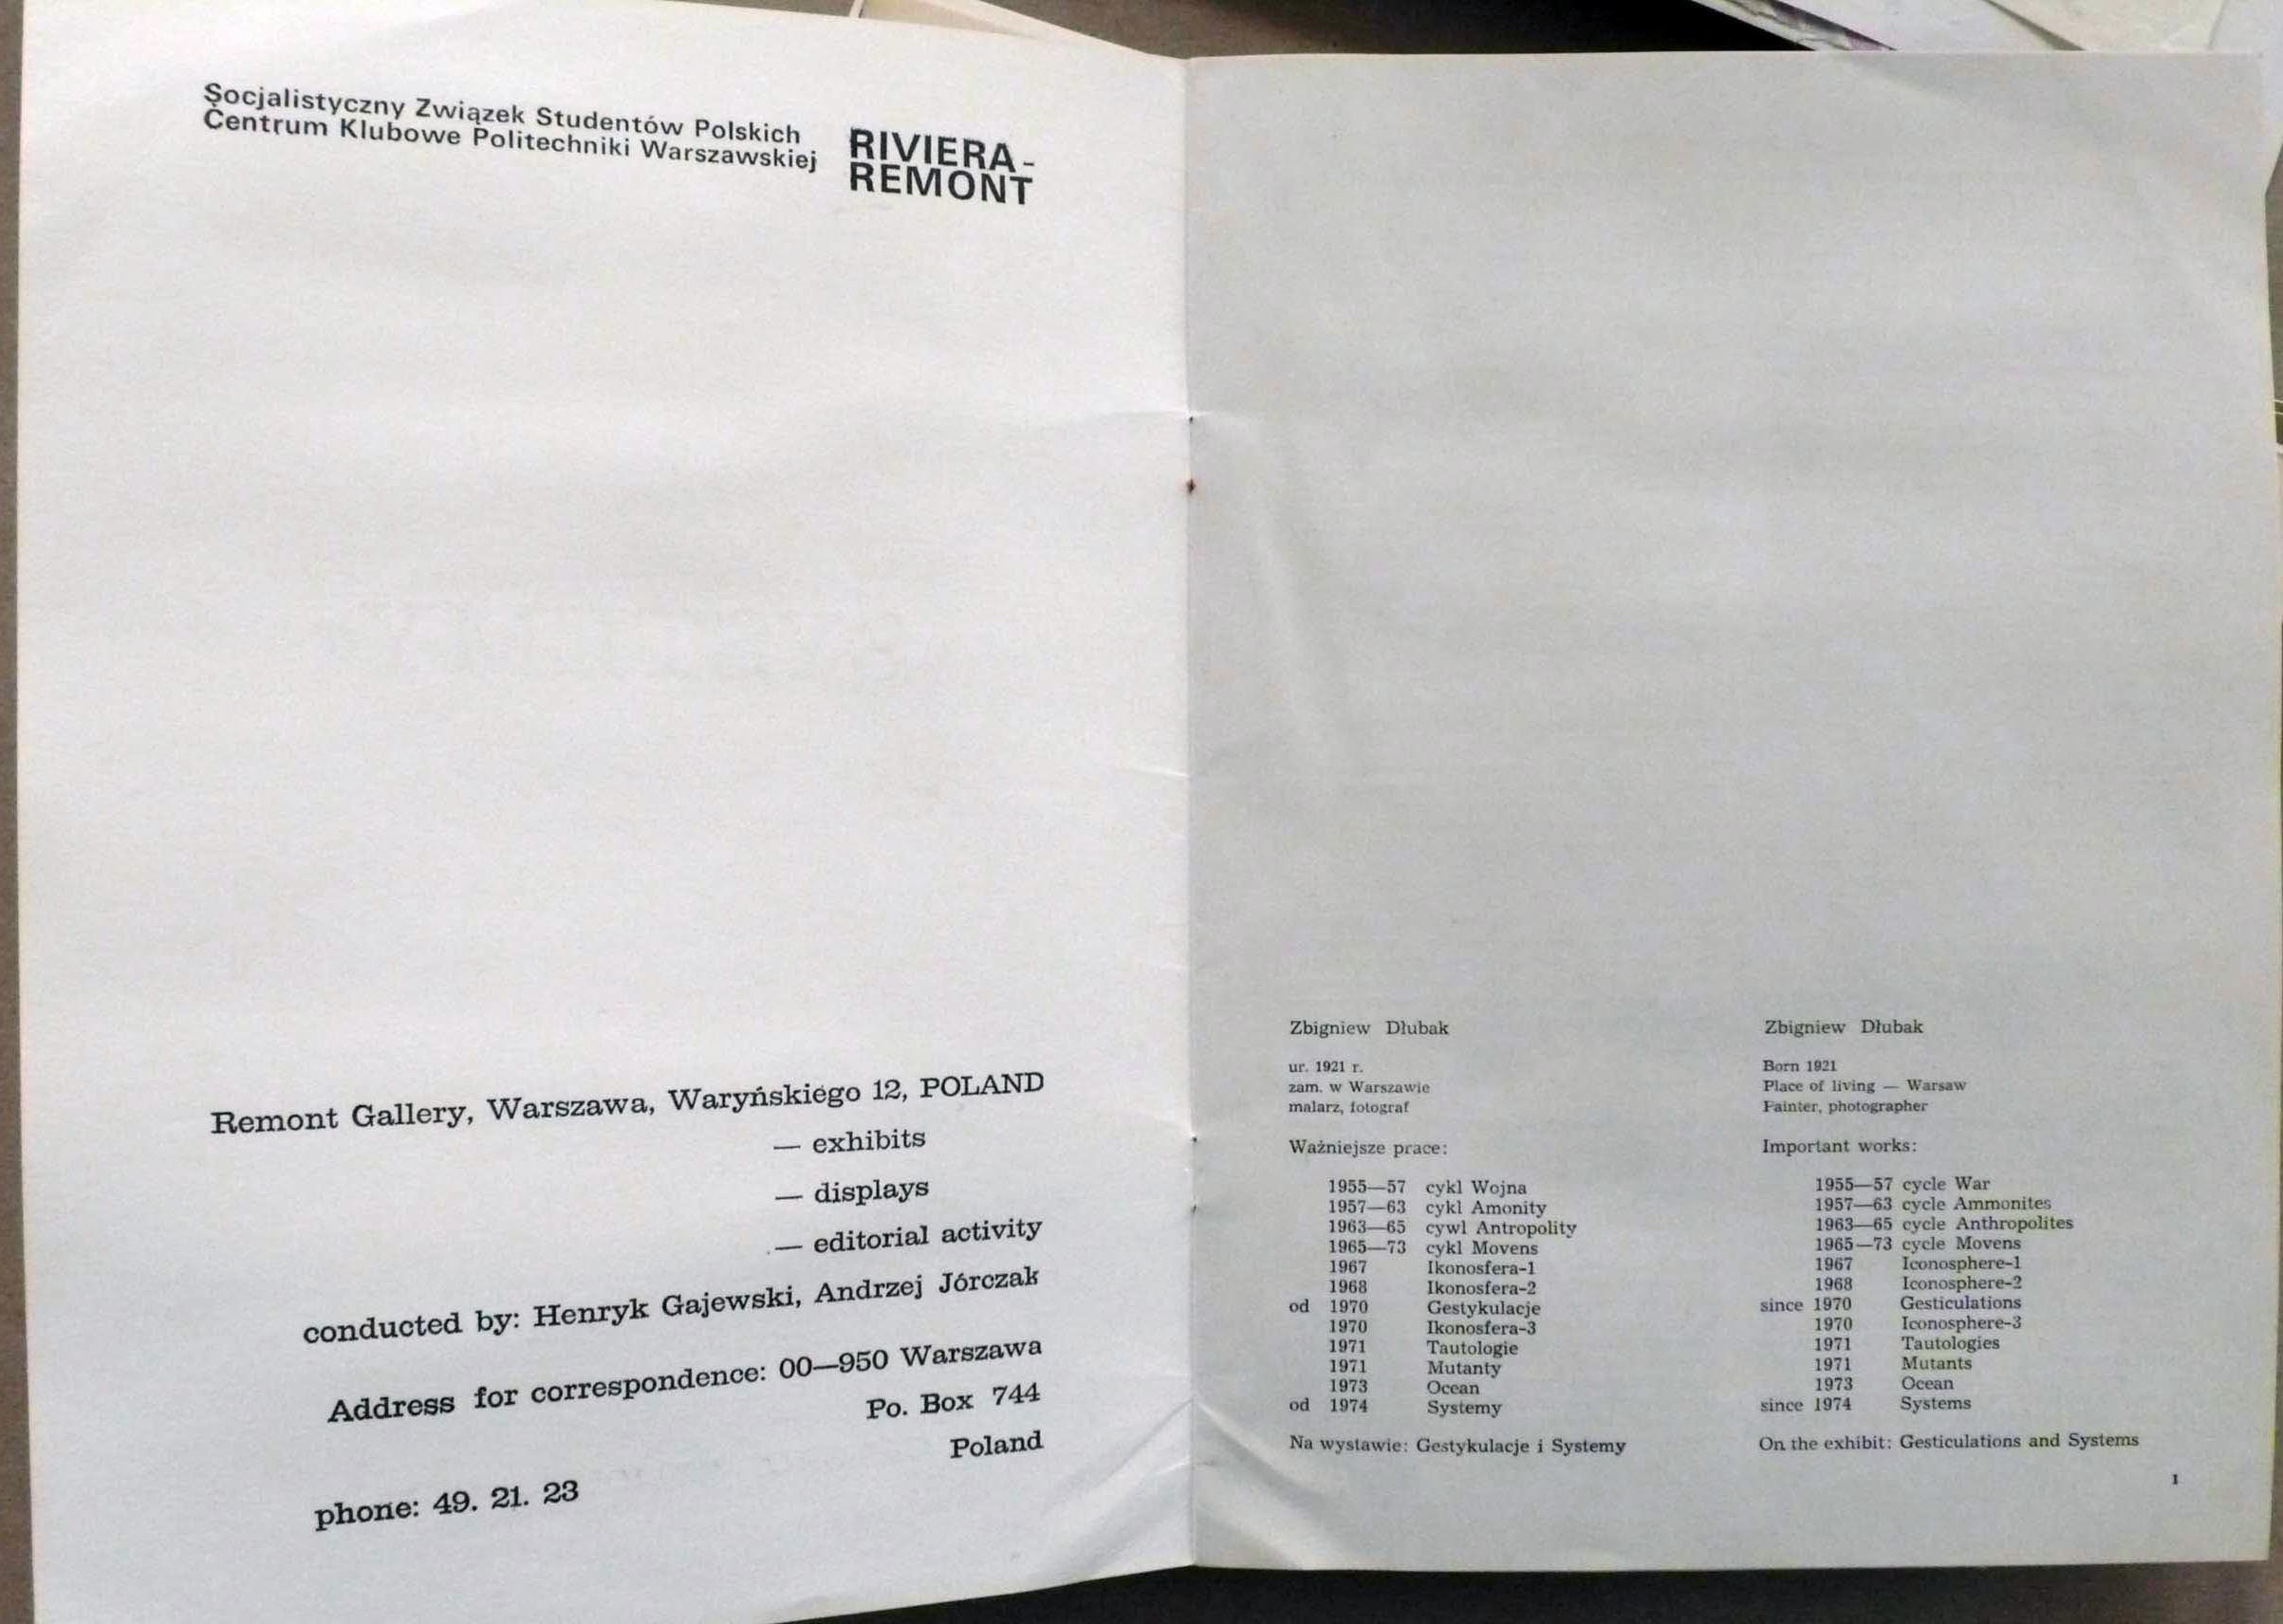 Socjalistyczny Związek Studentów Polskich
Centrum Klubowe Politechniki Warszawskiej
RIVIERA-
REMONT
Remont Gallery, Warszawa, Waryńskiego 12, POLAND
— exhibits
— displays
— editorial activity
conducted by: Henryk Gajewski, Andrzej Jórczak
Address for correspondence: 00—950 Warszawa
Po. Box 744
Poland
phone: 49. 21. 23
Zbigniew Dłubak
ur. 1921 r.
zam. w Warszawie
malarz, fotograf
Ważniejsze prace:
1955—57 cykl Wojna
1957—63 cykl Amonity
1963—65 cywl Antropolity
1965—73 cykl Movens
1967 Ikonosfera-1
1968 Ikonosfera-2
od 1970 Gestykulacje
1970 Ikonosfera-3
1971 Tautologie
1971 Mutanty
1973 Ocean
od 1974 Systemy
Na wystawie: Gestykulacje i Systemy
Zbigniew Dłubak
Born 1921
Place of living — Warsaw
Painter, photographer
Important works:
1955—57 cycle War
1957—63 cycle Ammonites
1963—65 cycle Anthropolites
1965—73 cycle Movens
1967 Iconosphere-1
1968 Iconosphere-2
since 1970 Gesticulations
1970 Iconosphere-3
1971 Tautologies
1971 Mutants
1973 Ocean
since 1974 Systems
On the exhibit: Gesticulations and Systems
1